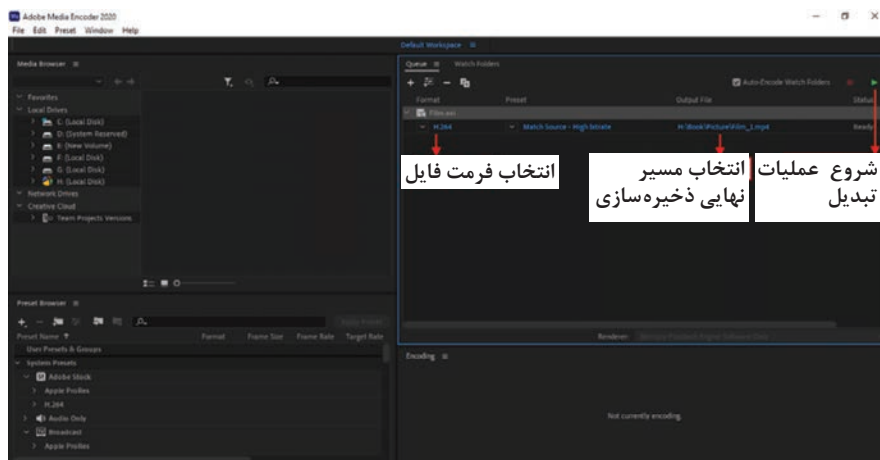 Adobe Media Encoder 2020
File Edit Preset Window Help
Default Workspace
Media Browser
Favorites
Local Drives
C: (Local Disk)
D: (System Reserved)
E: (New Volume)
F: (Local Disk)
G: (Local Disk)
H: (Local Disk)
Network Drives
Creative Cloud
Team Projects Versions
Queue Watch Folders
Auto-Encode Watch Folders
Format Preset Output File Status
Film.avi
H.264 Match Source - High bitrate H:\Book\Picture\Film_1.mp4 Ready
انتخاب فرمت فایل
انتخاب مسیر
نهایی ذخیره‌سازی
شروع عملیات
تبدیل
Preset Browser
Preset Name Format Frame Size Frame Rate Target Rate
User Presets & Groups
System Presets
Adobe Stock
Apple ProRes
H.264
Audio Only
Broadcast
Apple ProRes
Renderer:
Encoding
Not currently encoding.